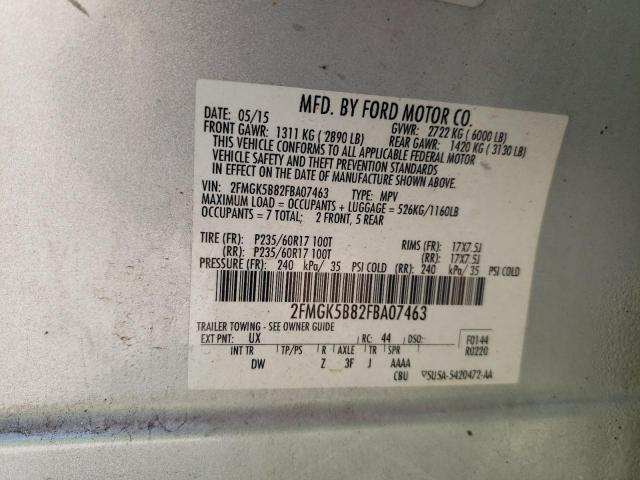 MFD. BY FORD MOTOR CO.
DATE: 05/15 GVWR: 2722 KG ( 6000 LB)
FRONT GAWR: 1311 KG ( 2890 LB) REAR GAWR: 1420 KG ( 3130 LB)
THIS VEHICLE CONFORMS TO ALL APPLICABLE FEDERAL MOTOR
VEHICLE SAFETY AND THEFT PREVENTION STANDARDS
IN EFFECT ON THE DATE OF MANUFACTURE SHOWN ABOVE.
VIN: 2FMGK5B82FBA07463 TYPE: MPV
MAXIMUM LOAD = OCCUPANTS + LUGGAGE = 526KG/1160LB
OCCUPANTS = 7 TOTAL; 2 FRONT, 5 REAR
TIRE (FR): P235/60R17 100T RIMS (FR): 17X7.5J
(RR): P235/60R17 100T (RR): 17X7.5J
PRESSURE (FR): 240 kPa/ 35 PSI COLD (RR): 240 kPa/ 35 PSI COLD
2FMGK5B82FBA07463
TRAILER TOWING - SEE OWNER GUIDE
EXT PNT: UX RC: 44 DSO: F0144
INT TR TP/PS R AXLE TR SPR R0220
DW Z 3F J AAAA
CBU 5U5A-5420472-AA